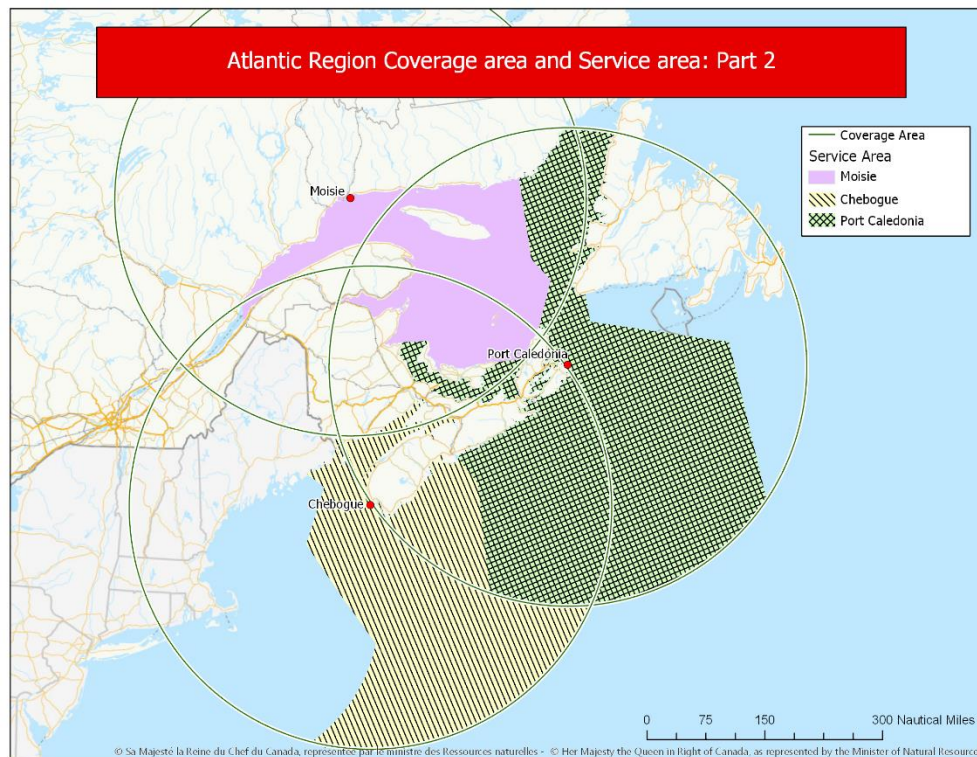 Atlantic Region Coverage area and Service area: Part 2
Coverage Area
Service Area
Moisie
Chebogue
Port Caledonia
Moisie
Port Caledonia
Chebogue
0 75 150 300 Nautical Miles
© Sa Majesté la Reine du Chef du Canada, représentée par le ministre des Ressources naturelles - © Her Majesty the Queen in Right of Canada, as represented by the Minister of Natural Resourc